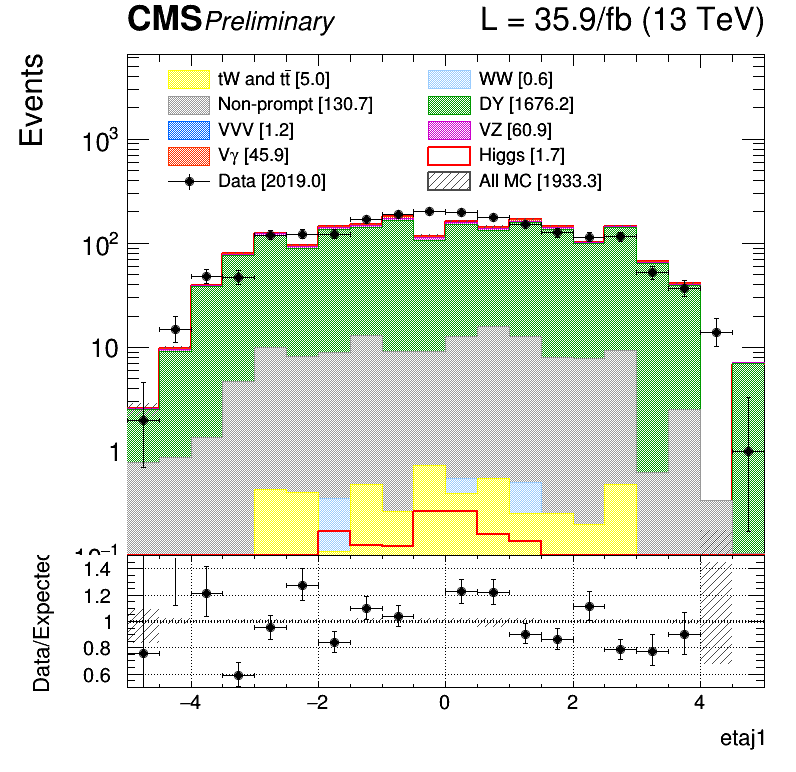 CMS Preliminary L = 35.9/fb (13 TeV)
Events
tW and tt̄ [5.0] WW [0.6]
Non-prompt [130.7] DY [1676.2]
VVV [1.2] VZ [60.9]
Vγ [45.9] Higgs [1.7]
Data [2019.0] All MC [1933.3]
10³
10²
10
1
10⁻¹
Data/Expected
1.4
1.2
1
0.8
0.6
−4 −2 0 2 4
etaj1